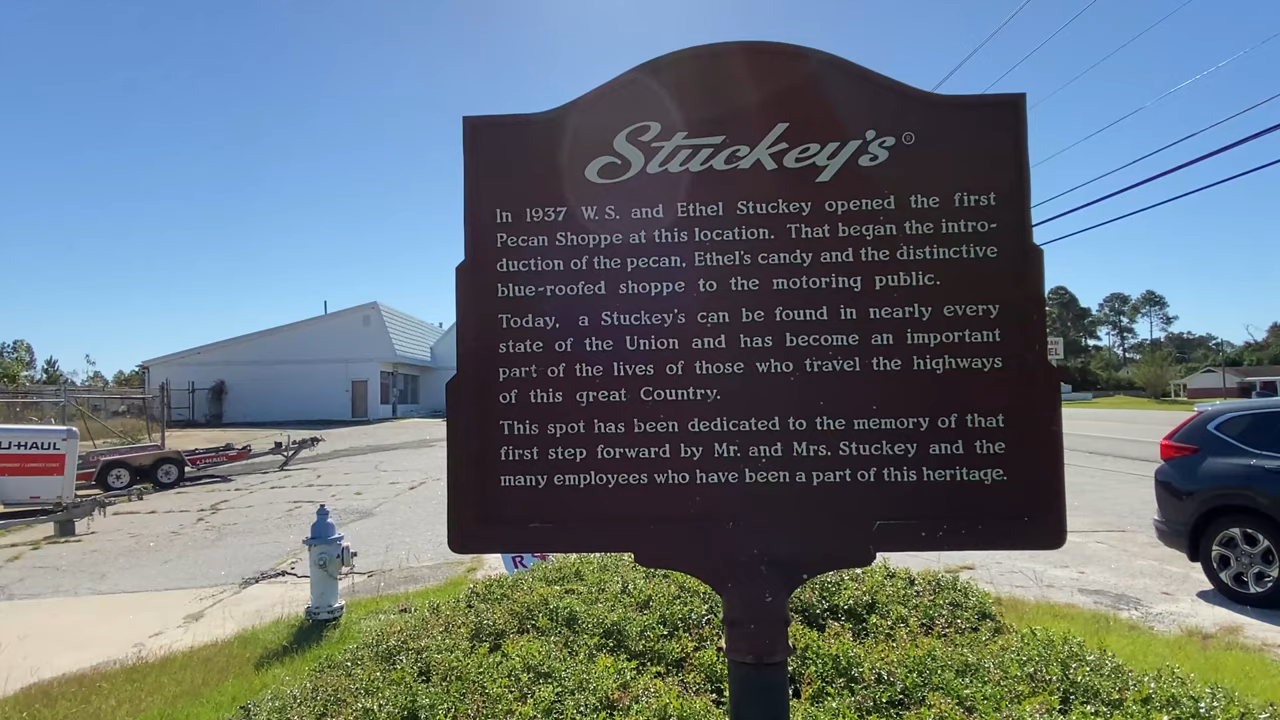 Stuckey's®
In 1937 W. S. and Ethel Stuckey opened the first
Pecan Shoppe at this location. That began the intro-
duction of the pecan, Ethel's candy and the distinctive
blue-roofed shoppe to the motoring public.
Today, a Stuckey's can be found in nearly every
state of the Union and has become an important
part of the lives of those who travel the highways
of this great Country.
This spot has been dedicated to the memory of that
first step forward by Mr. and Mrs. Stuckey and the
many employees who have been a part of this heritage.
U-HAUL
U-HAUL
R